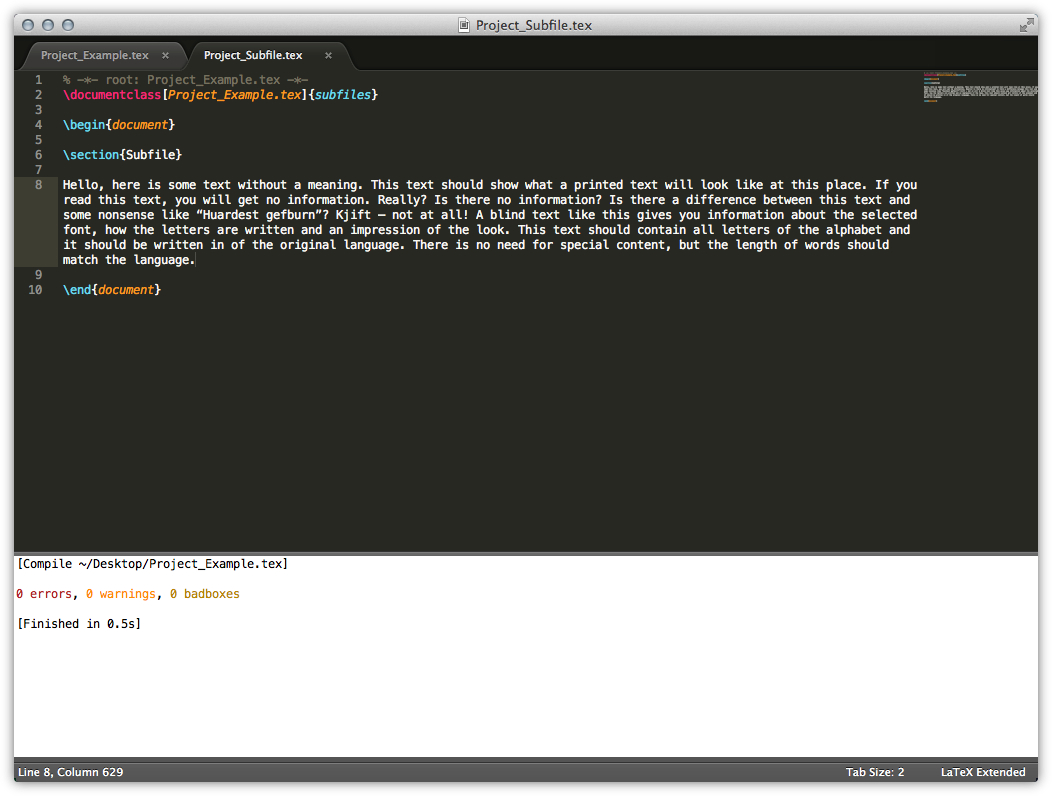 Project_Subfile.tex
Project_Example.tex ×
Project_Subfile.tex ×
1 % -*- root: Project_Example.tex -*-
2 \documentclass[Project_Example.tex]{subfiles}
3
4 \begin{document}
5
6 \section{Subfile}
7
8 Hello, here is some text without a meaning. This text should show what a printed text will look like at this place. If you
read this text, you will get no information. Really? Is there no information? Is there a difference between this text and
some nonsense like “Huardest gefburn”? Kjift – not at all! A blind text like this gives you information about the selected
font, how the letters are written and an impression of the look. This text should contain all letters of the alphabet and
it should be written in of the original language. There is no need for special content, but the length of words should
match the language.
9
10 \end{document}
[Compile ~/Desktop/Project_Example.tex]
0 errors, 0 warnings, 0 badboxes
[Finished in 0.5s]
Line 8, Column 629
Tab Size: 2
LaTeX Extended